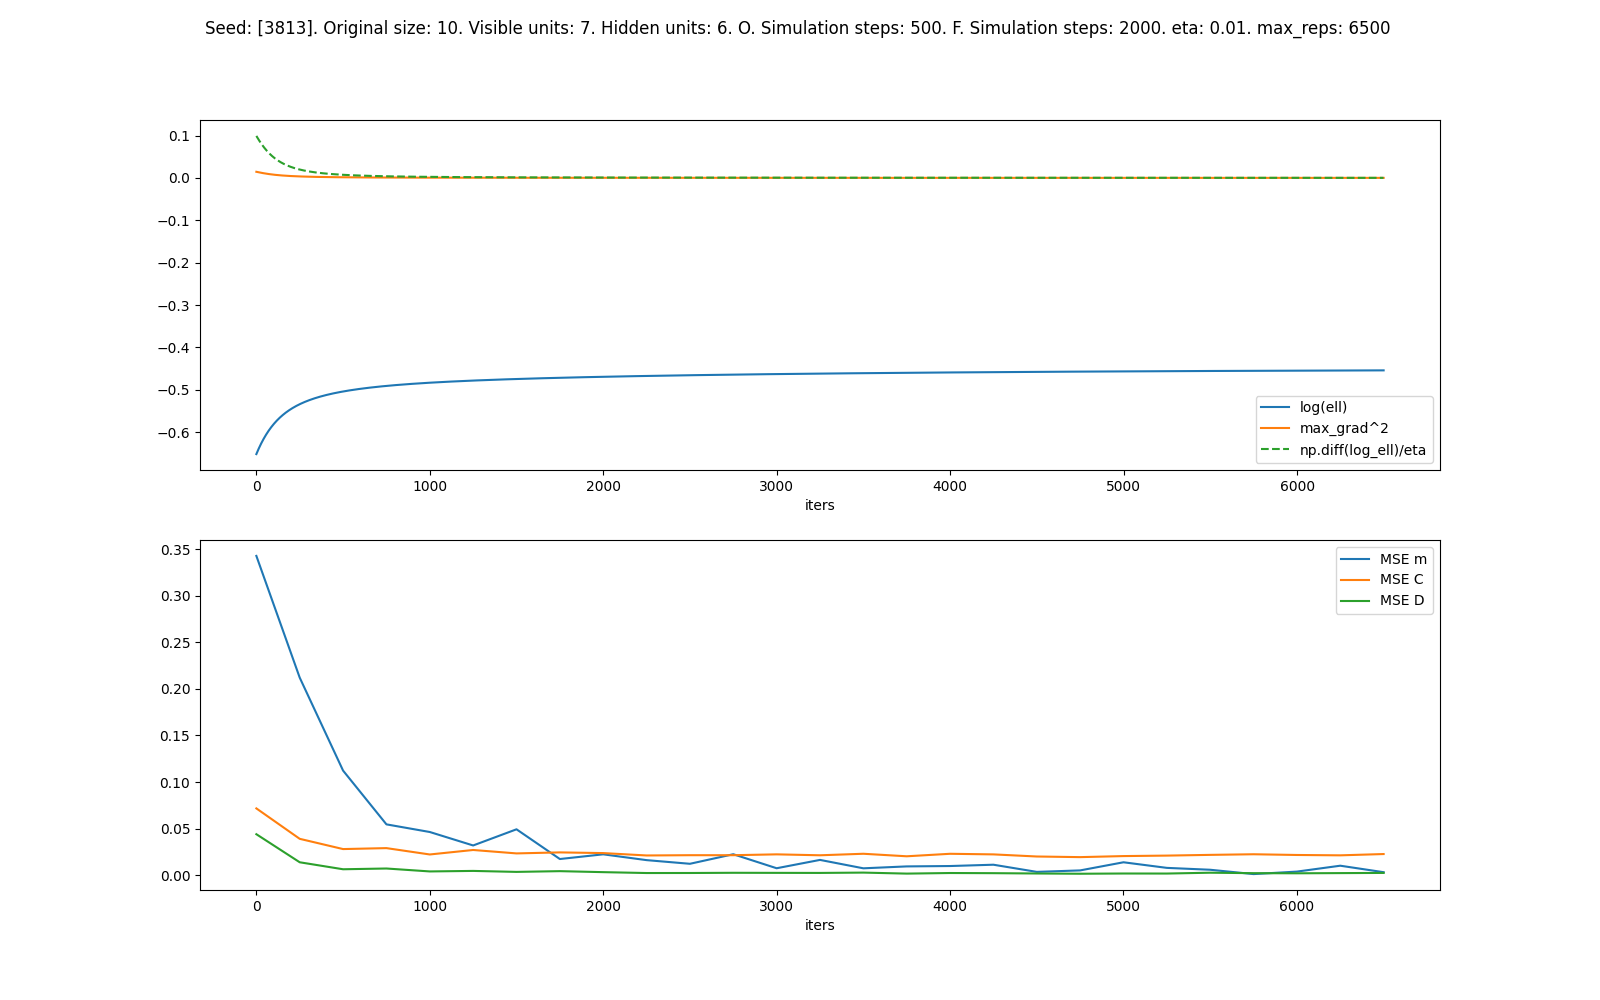 Seed: [3813]. Original size: 10. Visible units: 7. Hidden units: 6. O. Simulation steps: 500. F. Simulation steps: 2000. eta: 0.01. max_reps: 6500
0.1
0.0
−0.1
−0.2
−0.3
−0.4
−0.5
−0.6
log(ell)
max_grad^2
np.diff(log_ell)/eta
0 1000 2000 3000 4000 5000 6000
iters
0.35
0.30
0.25
0.20
0.15
0.10
0.05
0.00
MSE m
MSE C
MSE D
0 1000 2000 3000 4000 5000 6000
iters